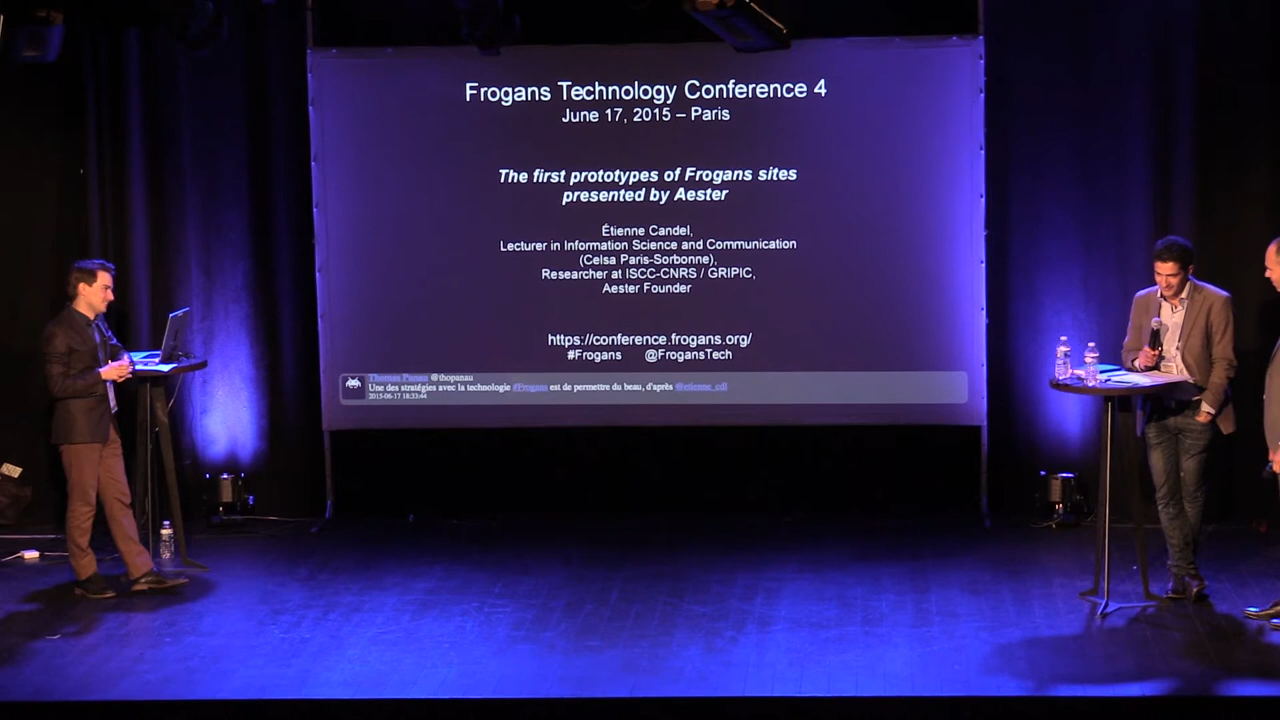 Frogans Technology Conference 4
June 17, 2015 – Paris
The first prototypes of Frogans sites
presented by Aester
Étienne Candel,
Lecturer in Information Science and Communication
(Celsa Paris-Sorbonne),
Researcher at ISCC-CNRS / GRIPIC,
Aester Founder
https://conference.frogans.org/
#Frogans @FrogansTech
Thomas Panau @thopanau
Une des stratégies avec la technologie #Frogans est de permettre du beau, d'après @etienne_cdl
2015-06-17 18:33:44